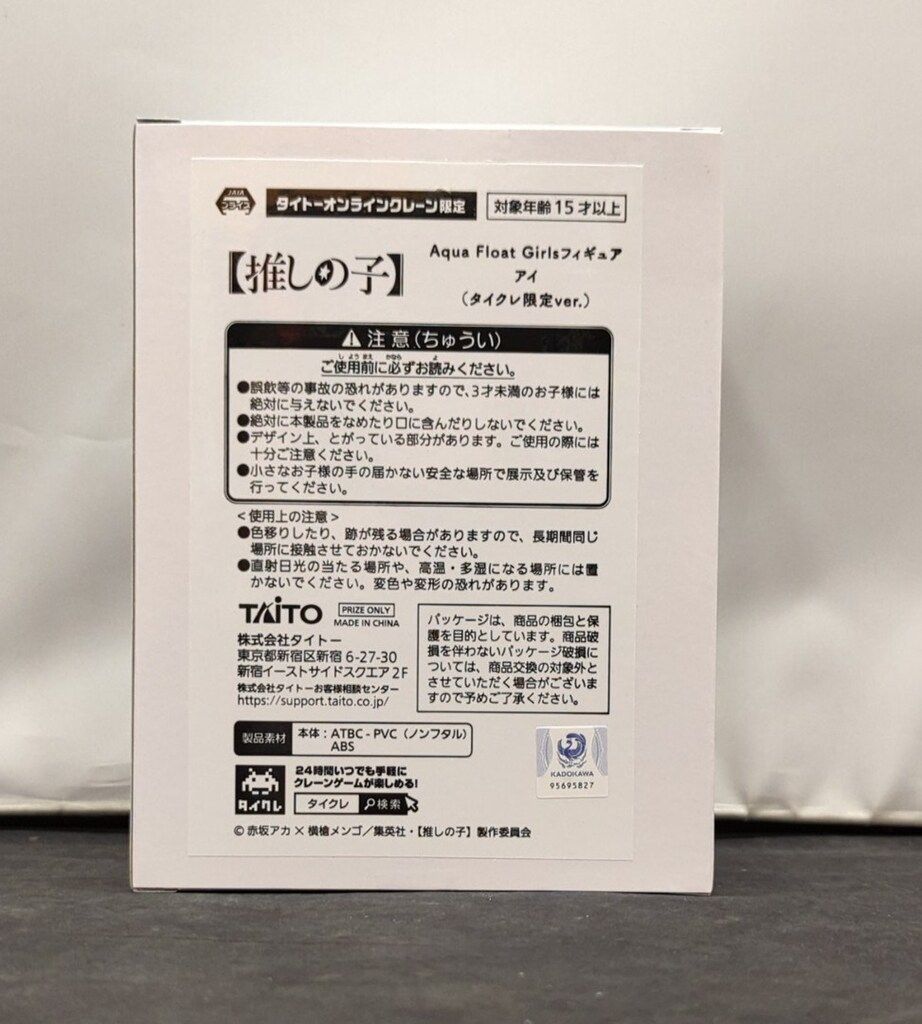 JAIA
プライズ
タイトーオンラインクレーン限定
対象年齢15才以上
【推しの子】
Aqua Float Girlsフィギュア
アイ
（タイクレ限定ver.）
注意(ちゅうい)
しようまえ かなら よ
ご使用前に必ずお読みください。
●誤飲等の事故の恐れがありますので、3才未満のお子様には
絶対に与えないでください。
●絶対に本製品をなめたり口に含んだりしないでください。
●デザイン上、とがっている部分があります。ご使用の際には
十分ご注意ください。
●小さなお子様の手の届かない安全な場所で展示及び保管を
行ってください。
＜使用上の注意＞
●色移りしたり、跡が残る場合がありますので、長期間同じ
場所に接触させておかないでください。
●直射日光の当たる場所や、高温・多湿になる場所には置
かないでください。変色や変形の恐れがあります。
TAITO
PRIZE ONLY
MADE IN CHINA
株式会社タイトー
東京都新宿区新宿 6-27-30
新宿イーストサイドスクエア 2F
株式会社タイトーお客様相談センター
https://support.taito.co.jp/
パッケージは、商品の梱包と保
護を目的としています。商品破
損を伴わないパッケージ破損に
ついては、商品交換の対象外と
させていただく場合がございま
すので予めご了承ください。
製品素材
本体：ATBC-PVC（ノンフタル）
ABS
KADOKAWA
95695827
タイクレ
24時間いつでも手軽に
クレーンゲームが楽しめる!
タイクレ
検索
©赤坂アカ×横槍メンゴ／集英社・【推しの子】製作委員会